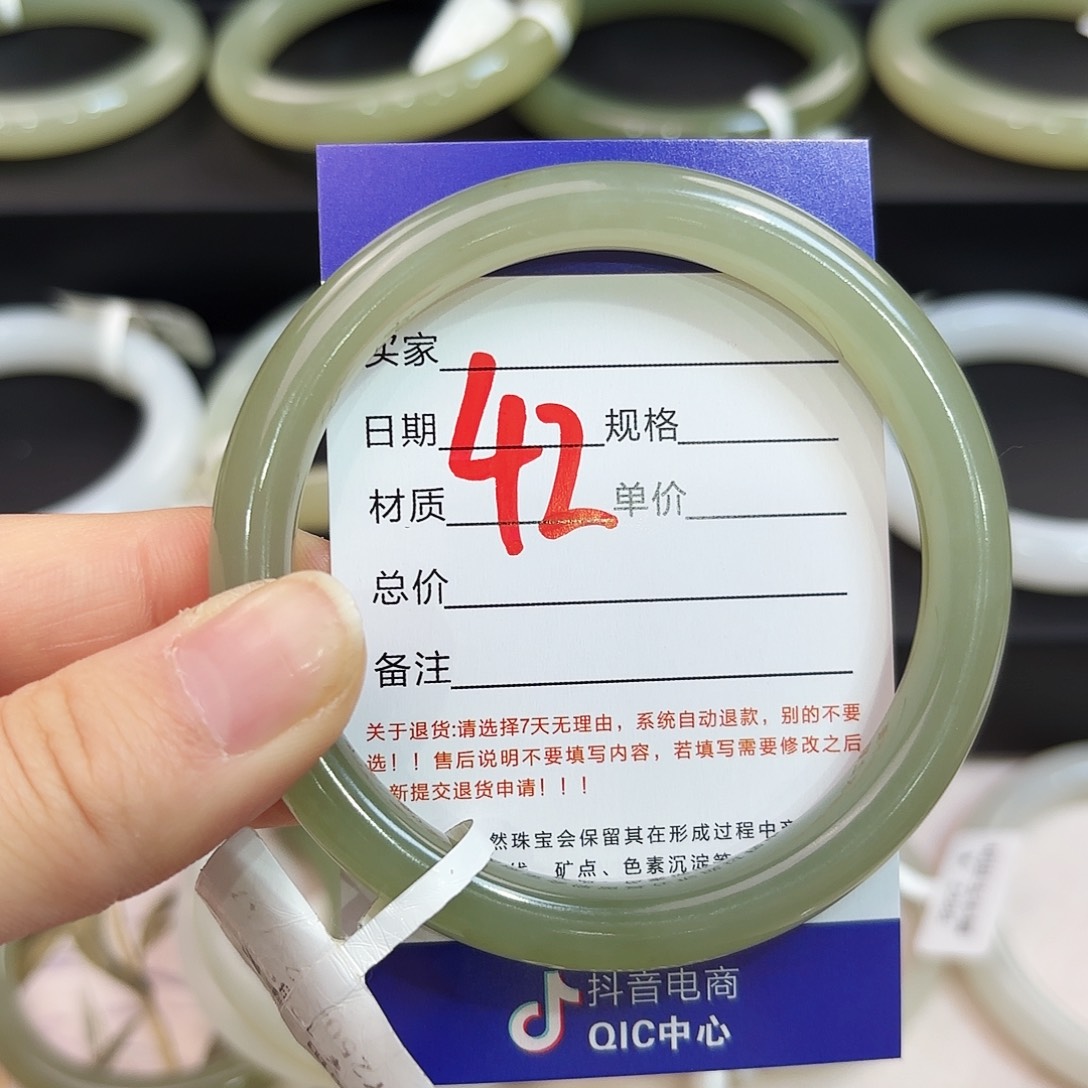 买家
日期 42 规格
材质 单价
总价
备注
关于退货:请选择7天无理由，系统自动退款，别的不要
选！！售后说明不要填写内容，若填写需要修改之后
新提交退货申请！！！
然珠宝会保留其在形成过程中
矿点、色素沉淀等
抖音电商
QIC中心